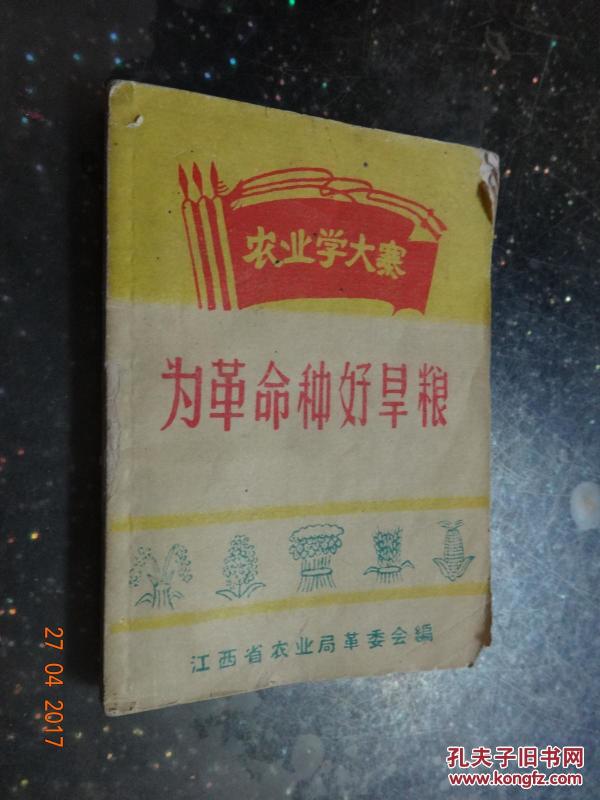 农业学大寨
为革命种好旱粮
江西省农业局革委会編
27 04 2017
孔夫子旧书网
www.kongfz.com